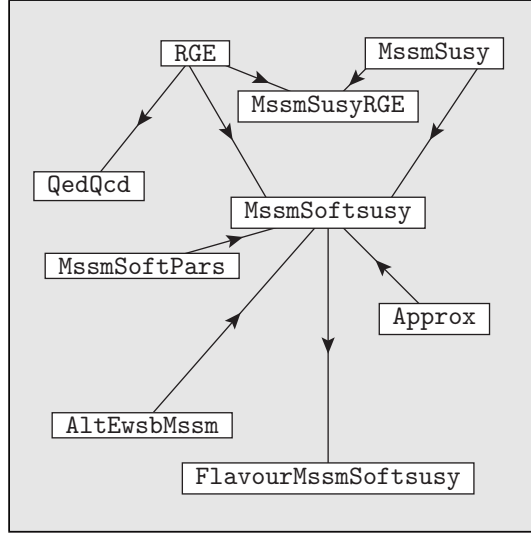 RGE
MssmSusy
MssmSusyRGE
QedQcd
MssmSoftsusy
MssmSoftPars
Approx
AltEwsbMssm
FlavourMssmSoftsusy